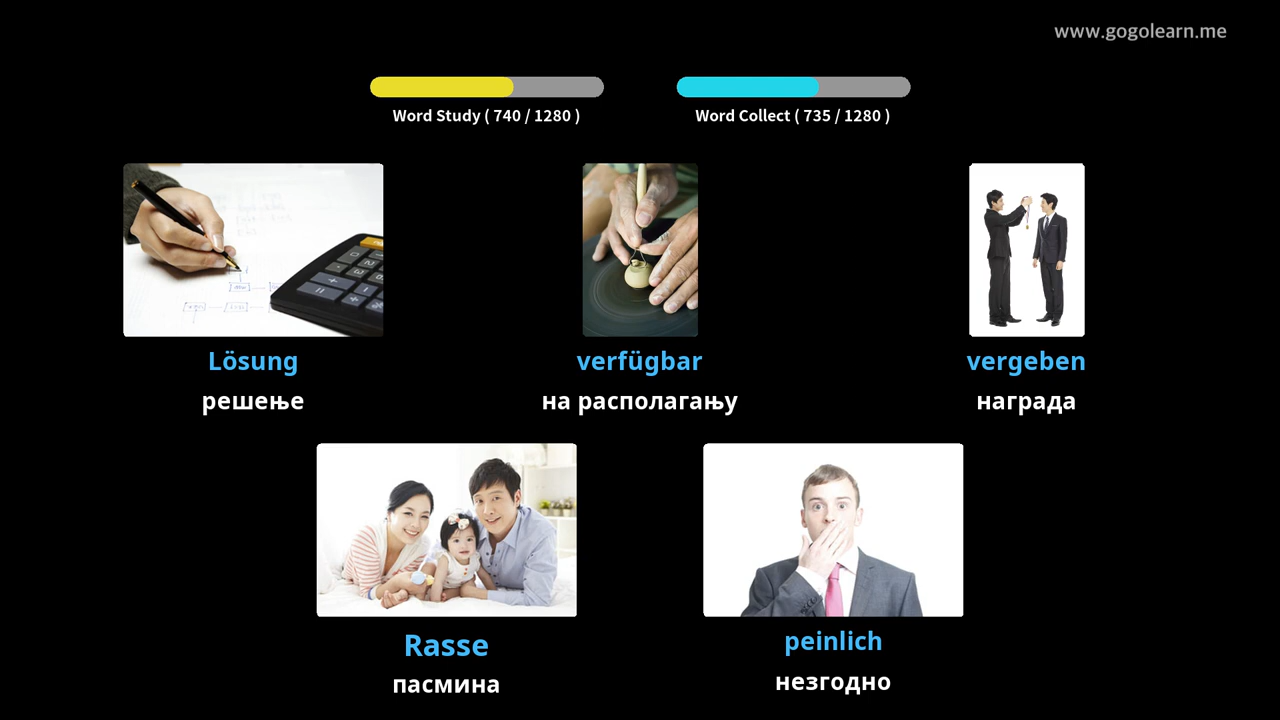 www.gogolearn.me
Word Study ( 740 / 1280 )
Word Collect ( 735 / 1280 )
Lösung
verfügbar
vergeben
решење
на располагању
награда
Rasse
peinlich
пасмина
незгодно